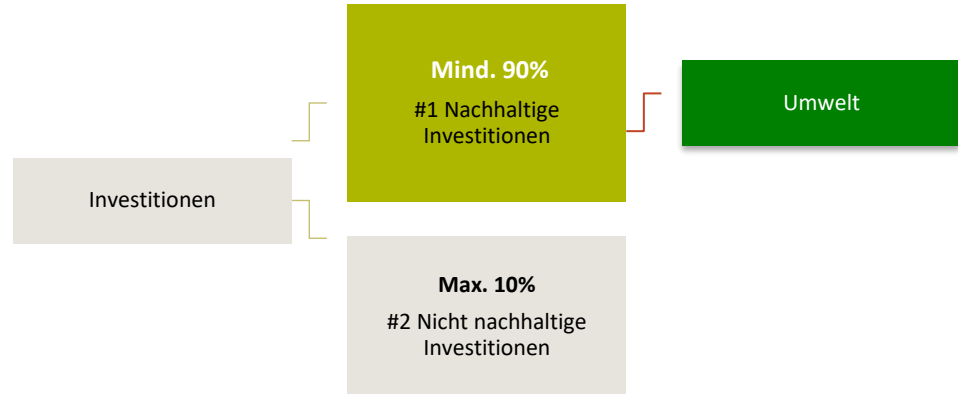 Investitionen
Mind. 90%
#1 Nachhaltige
Investitionen
Umwelt
Max. 10%
#2 Nicht nachhaltige
Investitionen